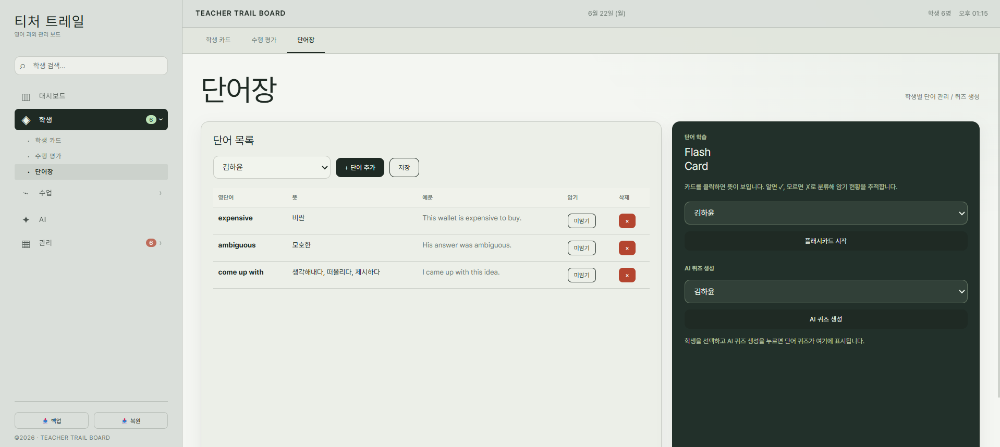 티처 트레일
영어 과외 관리 보드
학생 검색...
대시보드
학생 6
학생 카드
수행 평가
단어장
수업
AI
관리 6
백업 복원
©2026 · TEACHER TRAIL BOARD
TEACHER TRAIL BOARD 6월 22일 (월) 학생 6명 오후 01:15
학생 카드 수행 평가 단어장
단어장
학생별 단어 관리 / 퀴즈 생성
단어 목록
김하윤 + 단어 추가 저장
영단어 뜻 예문 암기 삭제
expensive 비싼 This wallet is expensive to buy. 미암기 ×
ambiguous 모호한 His answer was ambiguous. 미암기 ×
come up with 생각해내다, 떠올리다, 제시하다 I came up with this idea. 미암기 ×
단어 학습
Flash
Card
카드를 클릭하면 뜻이 보입니다. 알면 ✓, 모르면 ✗로 분류해 암기 현황을 추적합니다.
김하윤
플래시카드 시작
AI 퀴즈 생성
김하윤
AI 퀴즈 생성
학생을 선택하고 AI 퀴즈 생성을 누르면 단어 퀴즈가 여기에 표시됩니다.